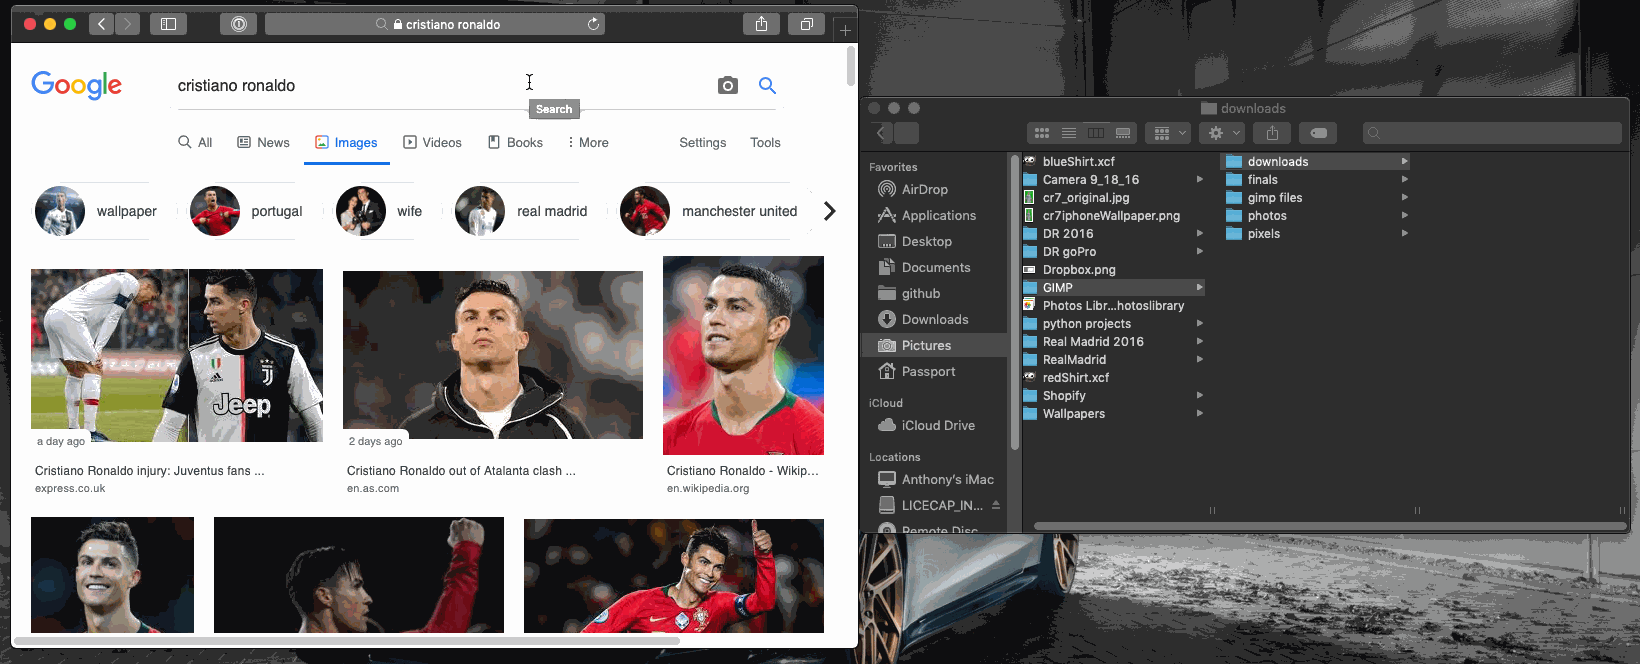 cristiano ronaldo
Google
cristiano ronaldo
Search
All
News
Images
Videos
Books
More
Settings
Tools
wallpaper
portugal
wife
real madrid
manchester united
Jeep
a day ago
2 days ago
Cristiano Ronaldo injury: Juventus fans ...
express.co.uk
Cristiano Ronaldo out of Atalanta clash ...
en.as.com
Cristiano Ronaldo - Wikip...
en.wikipedia.org
downloads
Favorites
AirDrop
Applications
Desktop
Documents
github
Downloads
Pictures
Passport
iCloud
iCloud Drive
Locations
Anthony's iMac
LICECAP_IN...
Remote Disc
blueShirt.xcf
Camera 9_18_16
cr7_original.jpg
cr7iphoneWallpaper.png
DR 2016
DR goPro
Dropbox.png
GIMP
Photos Libr...hotoslibrary
python projects
Real Madrid 2016
RealMadrid
redShirt.xcf
Shopify
Wallpapers
downloads
finals
gimp files
photos
pixels